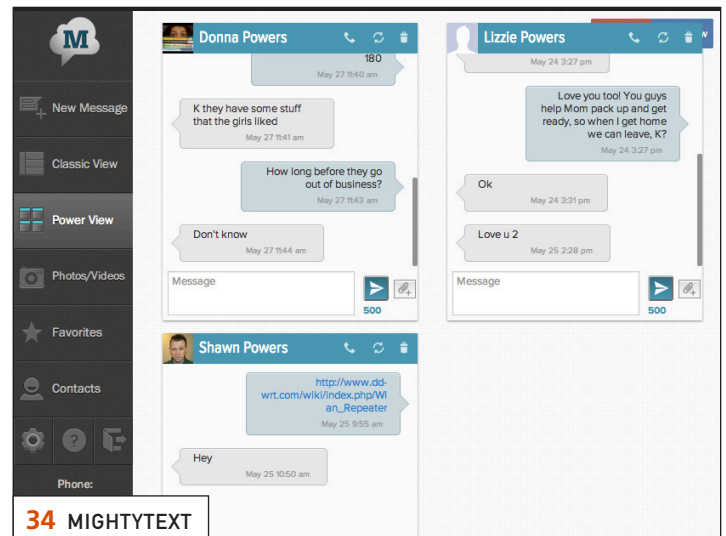 M
New Message
Classic View
Power View
Photos/Videos
Favorites
Contacts
Phone:
Donna Powers
180
May 27 11:40 am
K they have some stuff
that the girls liked
May 27 11:41 am
How long before they go
out of business?
May 27 11:43 am
Don't know
May 27 11:44 am
Message
500
Lizzie Powers
w
May 24 3:27 pm
Love you too! You guys
help Mom pack up and get
ready, so when I get home
we can leave, K?
May 24 3:27 pm
Ok
May 24 3:31 pm
Love u 2
May 25 2:28 pm
Message
500
Shawn Powers
http://www.dd-
wrt.com/wiki/index.php/Wl
an_Repeater
May 25 9:55 am
Hey
May 25 10:50 am
34 MIGHTYTEXT